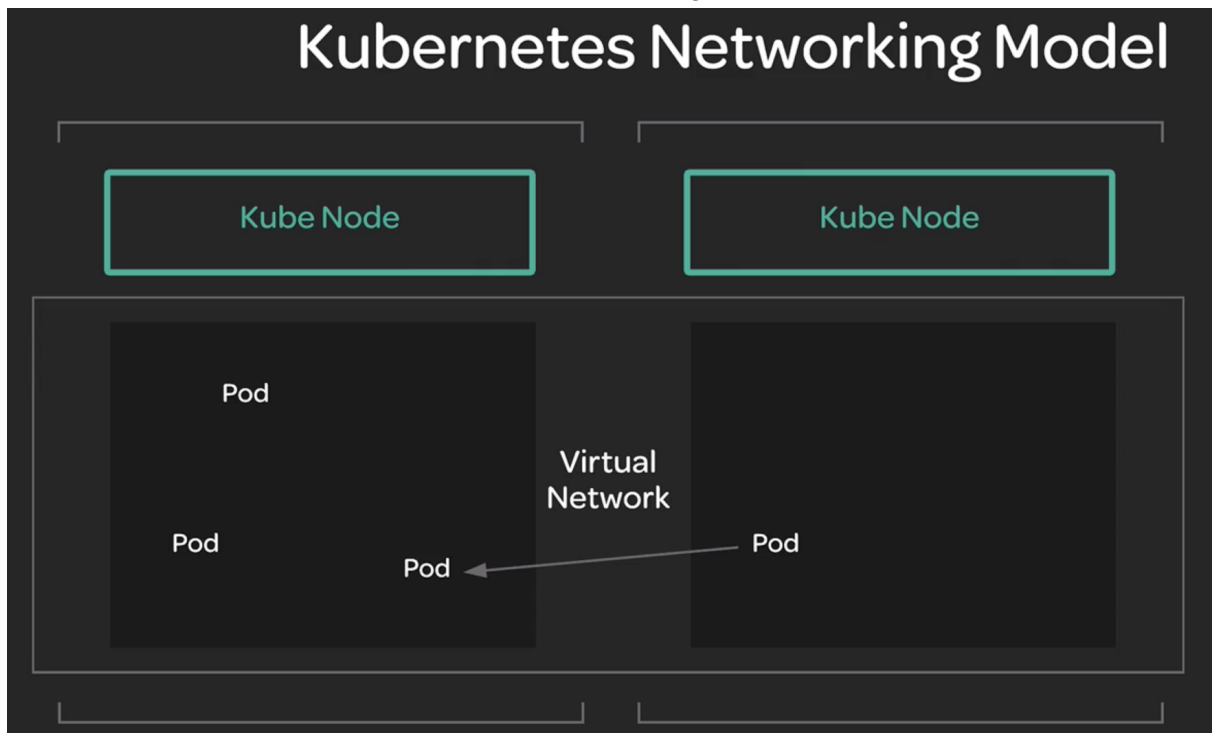 Kubernetes Networking Model
Kube Node
Kube Node
Pod
Virtual
Network
Pod
Pod
Pod